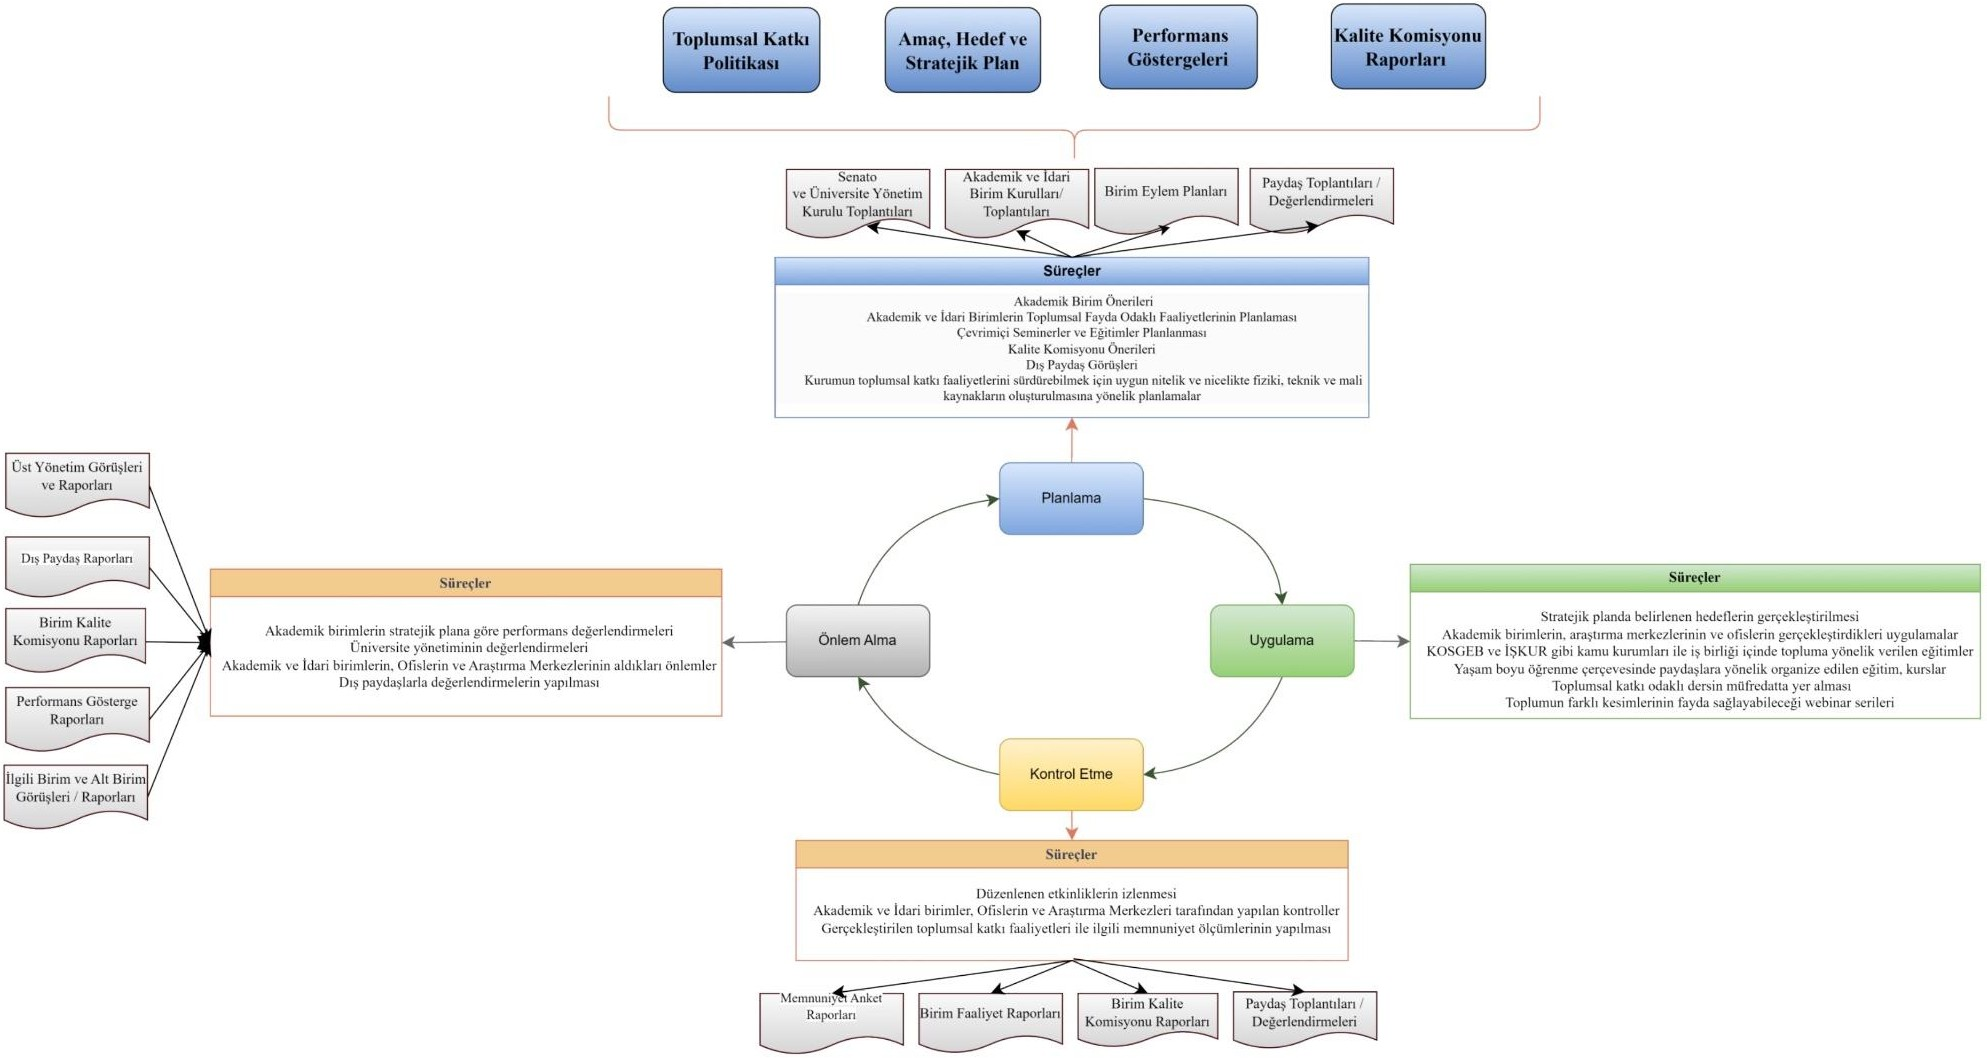 Toplumsal Katkı
Politikası
Amaç, Hedef ve
Stratejik Plan
Performans
Göstergeleri
Kalite Komisyonu
Raporları
Senato
ve Üniversite Yönetim
Kurulu Toplantıları
Akademik ve İdari
Birim Kurulları/
Toplantıları
Birim Eylem Planları
Paydaş Toplantıları /
Değerlendirmeleri
Süreçler
Akademik Birim Önerileri
Akademik ve İdari Birimlerin Toplumsal Fayda Odaklı Faaliyetlerinin Planlaması
Çevrimiçi Seminerler ve Eğitimler Planlanması
Kalite Komisyonu Önerileri
Dış Paydaş Görüşleri
Kurumun toplumsal katkı faaliyetlerini sürdürebilmek için uygun nitelik ve nicelikte fiziki, teknik ve mali
kaynakların oluşturulmasına yönelik planlamalar
Planlama
Üst Yönetim Görüşleri
ve Raporları
Dış Paydaş Raporları
Birim Kalite
Komisyonu Raporları
Performans Gösterge
Raporları
İlgili Birim ve Alt Birim
Görüşleri / Raporları
Süreçler
Akademik birimlerin stratejik plana göre performans değerlendirmeleri
Üniversite yönetiminin değerlendirmeleri
Akademik ve İdari birimlerin, Ofislerin ve Araştırma Merkezlerinin aldıkları önlemler
Dış paydaşlarla değerlendirmelerin yapılması
Önlem Alma
Uygulama
Süreçler
Stratejik planda belirlenen hedeflerin gerçekleştirilmesi
Akademik birimlerin, araştırma merkezlerinin ve ofislerin gerçekleştirdikleri uygulamalar
KOSGEB ve İŞKUR gibi kamu kurumları ile iş birliği içinde topluma yönelik verilen eğitimler
Yaşam boyu öğrenme çerçevesinde paydaşlara yönelik organize edilen eğitim, kurslar
Toplumsal katkı odaklı dersin müfredatta yer alması
Toplumun farklı kesimlerinin fayda sağlayabileceği webinar serileri
Kontrol Etme
Süreçler
Düzenlenen etkinliklerin izlenmesi
Akademik ve İdari birimler, Ofislerin ve Araştırma Merkezleri tarafından yapılan kontroller
Gerçekleştirilen toplumsal katkı faaliyetleri ile ilgili memnuniyet ölçümlerinin yapılması
Memnuniyet Anket
Raporları
Birim Faaliyet Raporları
Birim Kalite
Komisyonu Raporları
Paydaş Toplantıları /
Değerlendirmeleri